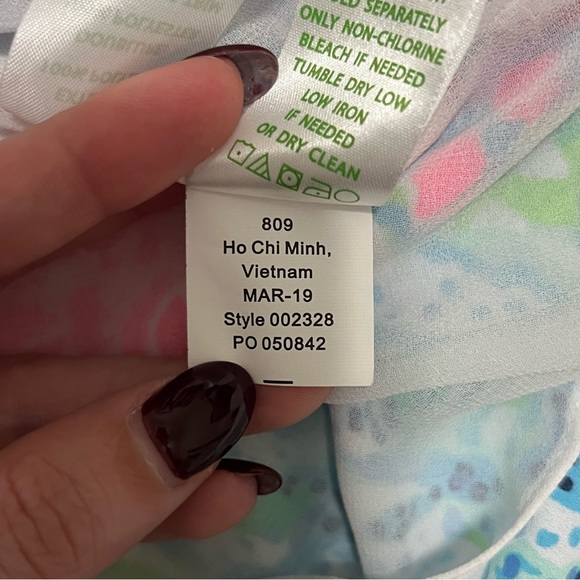 SEPARATELY
ONLY NON-CHLORINE
BLEACH IF NEEDED
TUMBLE DRY LOW
LOW IRON
IF NEEDED
OR DRY CLEAN
809
Ho Chi Minh,
Vietnam
MAR-19
Style 002328
PO 050842